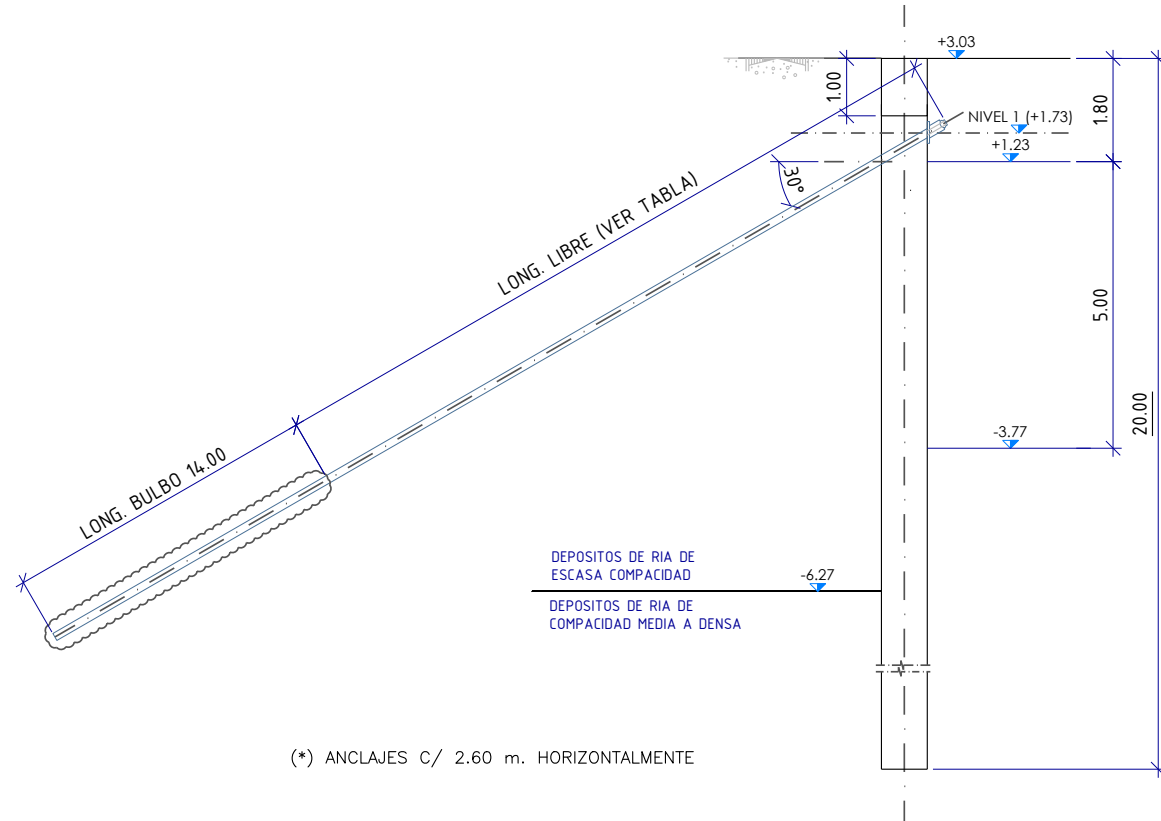 +3.03
1.00
1.80
NIVEL 1 (+1.73)
+1.23
30°
LONG. LIBRE (VER TABLA)
5.00
20.00
-3.77
LONG. BULBO 14.00
DEPOSITOS DE RIA DE
ESCASA COMPACIDAD
-6.27
DEPOSITOS DE RIA DE
COMPACIDAD MEDIA A DENSA
(*) ANCLAJES C/ 2.60 m. HORIZONTALMENTE